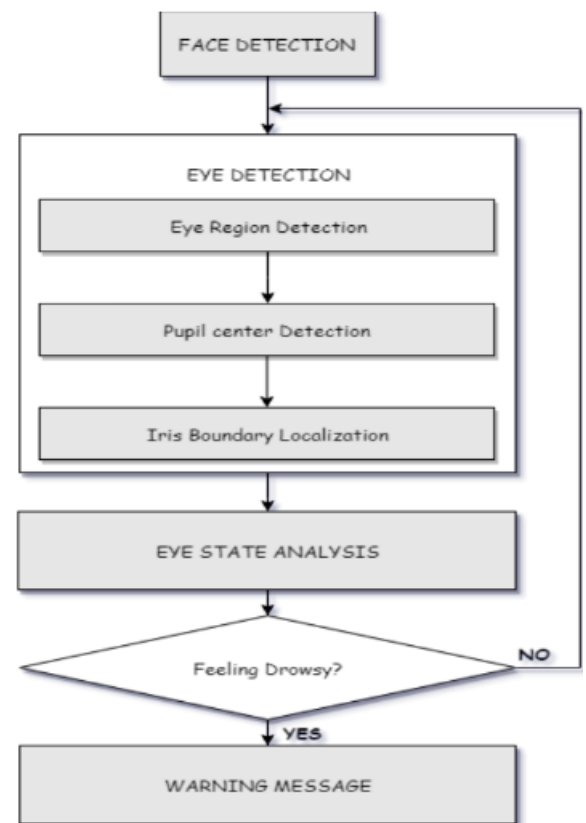 FACE DETECTION
EYE DETECTION
Eye Region Detection
Pupil center Detection
Iris Boundary Localization
EYE STATE ANALYSIS
Feeling Drowsy?
NO
YES
WARNING MESSAGE